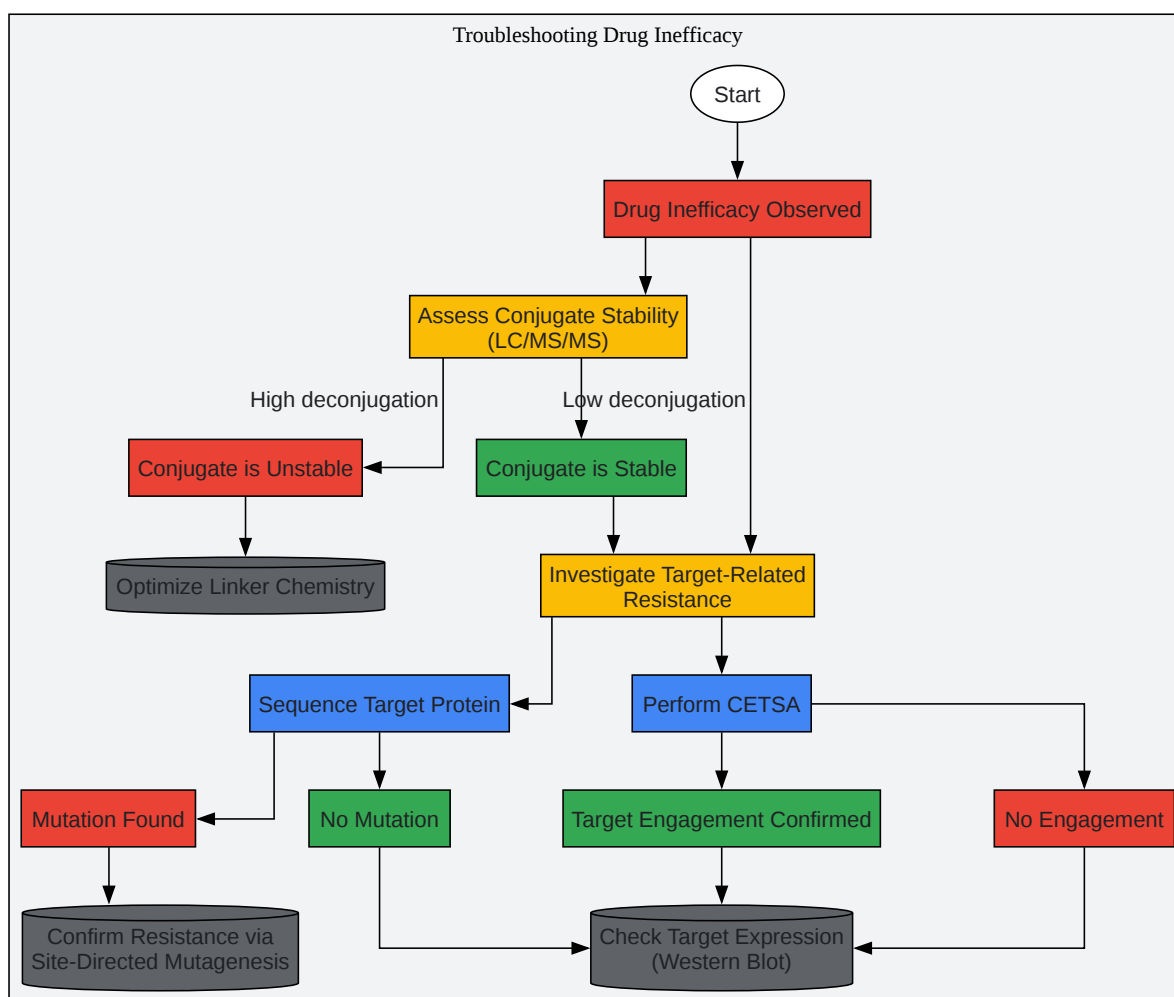 Troubleshooting Drug Inefficacy
Start
Drug Inefficacy Observed
Assess Conjugate Stability
(LC/MS/MS)
High deconjugation
Low deconjugation
Conjugate is Unstable
Conjugate is Stable
Optimize Linker Chemistry
Investigate Target-Related
Resistance
Sequence Target Protein
Perform CETSA
Mutation Found
No Mutation
Target Engagement Confirmed
No Engagement
Confirm Resistance via
Site-Directed Mutagenesis
Check Target Expression
(Western Blot)